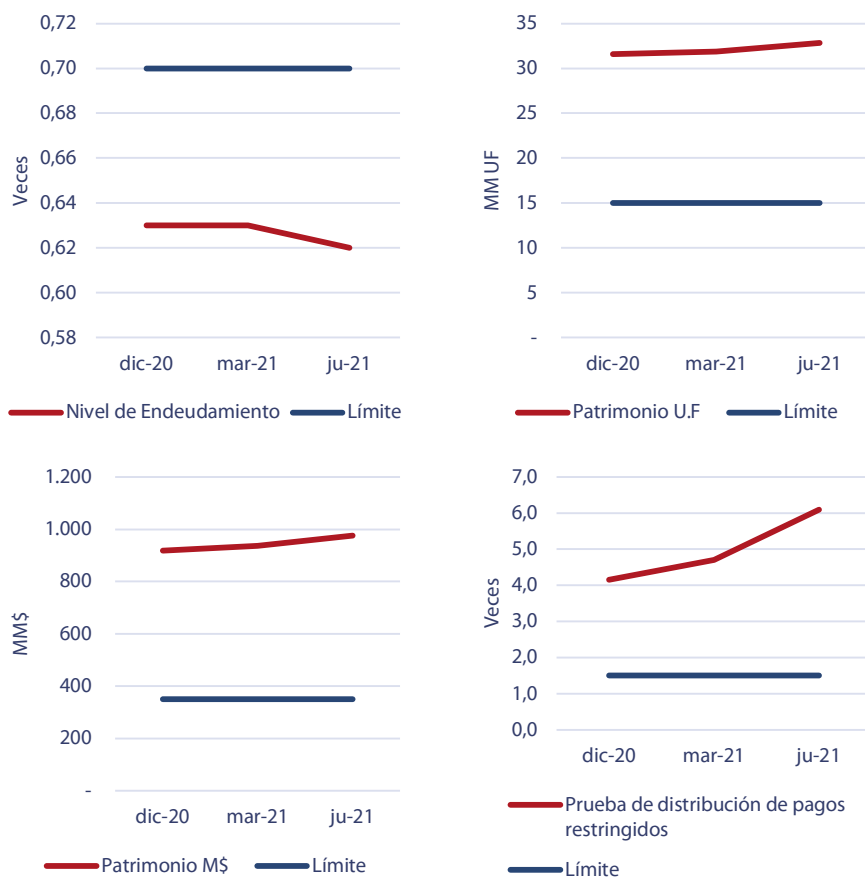 0,72
0,70
0,68
0,66
0,64
0,62
0,60
0,58
Veces
dic-20 mar-21 ju-21
Nivel de Endeudamiento Límite
35
30
25
20
15
10
5
-
MM UF
dic-20 mar-21 ju-21
Patrimonio U.F Límite
1.200
1.000
800
600
400
200
-
MM$
dic-20 mar-21 ju-21
Patrimonio M$ Límite
7,0
6,0
5,0
4,0
3,0
2,0
1,0
0,0
Veces
dic-20 mar-21 ju-21
Prueba de distribución de pagos
restringidos
Límite